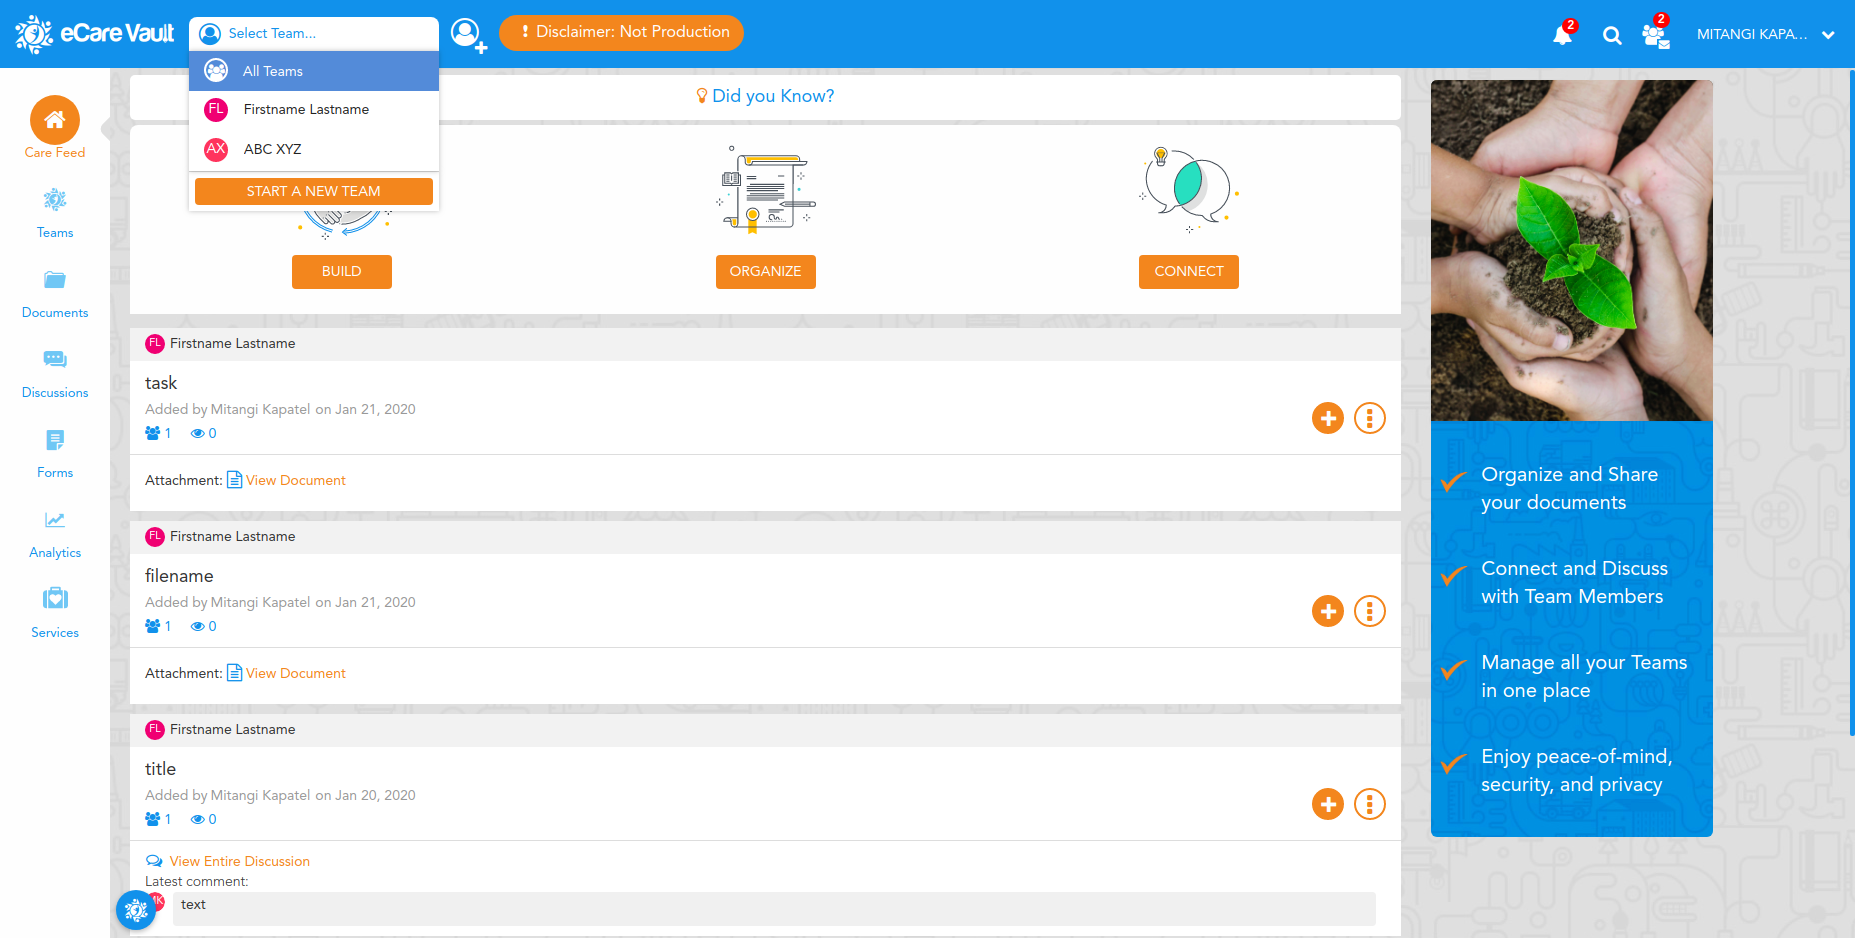 eCare Vault
Select Team...
Disclaimer: Not Production
2
2
MITANGI KAPA...
All Teams
FL Firstname Lastname
AX ABC XYZ
START A NEW TEAM
Care Feed
Teams
Documents
Discussions
Forms
Analytics
Services
Did you Know?
BUILD
ORGANIZE
CONNECT
FL Firstname Lastname
task
Added by Mitangi Kapatel on Jan 21, 2020
1 0
Attachment: View Document
FL Firstname Lastname
filename
Added by Mitangi Kapatel on Jan 21, 2020
1 0
Attachment: View Document
FL Firstname Lastname
title
Added by Mitangi Kapatel on Jan 20, 2020
1 0
View Entire Discussion
Latest comment:
text
Organize and Share
your documents
Connect and Discuss
with Team Members
Manage all your Teams
in one place
Enjoy peace-of-mind,
security, and privacy